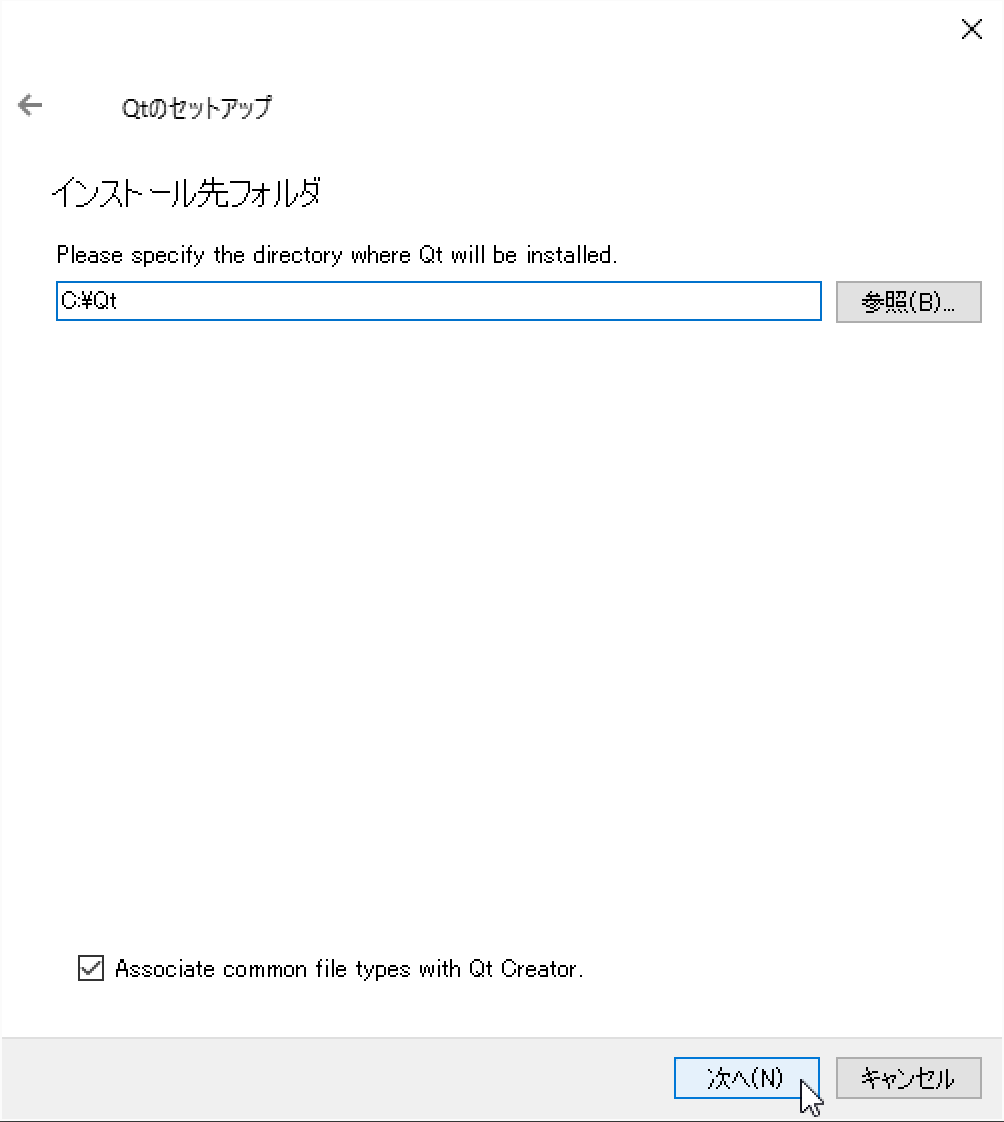 Qtのセットアップ
インストール先フォルダ
Please specify the directory where Qt will be installed.
C:¥Qt
参照(B)...
Associate common file types with Qt Creator.
次へ(N)
キャンセル